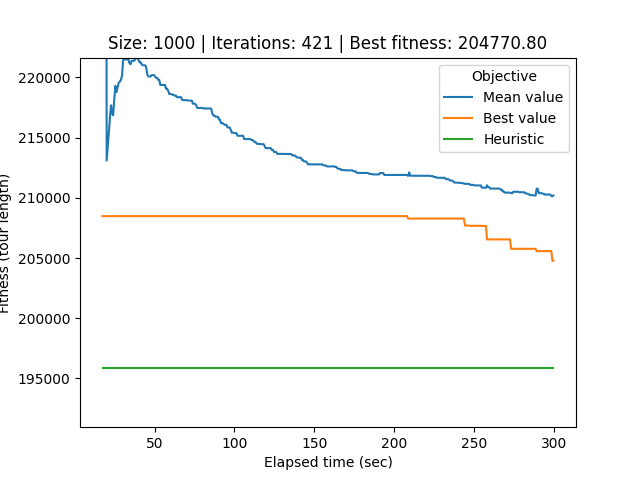 Size: 1000 | Iterations: 421 | Best fitness: 204770.80
Objective
Mean value
Best value
Heuristic
220000
215000
210000
205000
200000
195000
Fitness (tour length)
50 100 150 200 250 300
Elapsed time (sec)